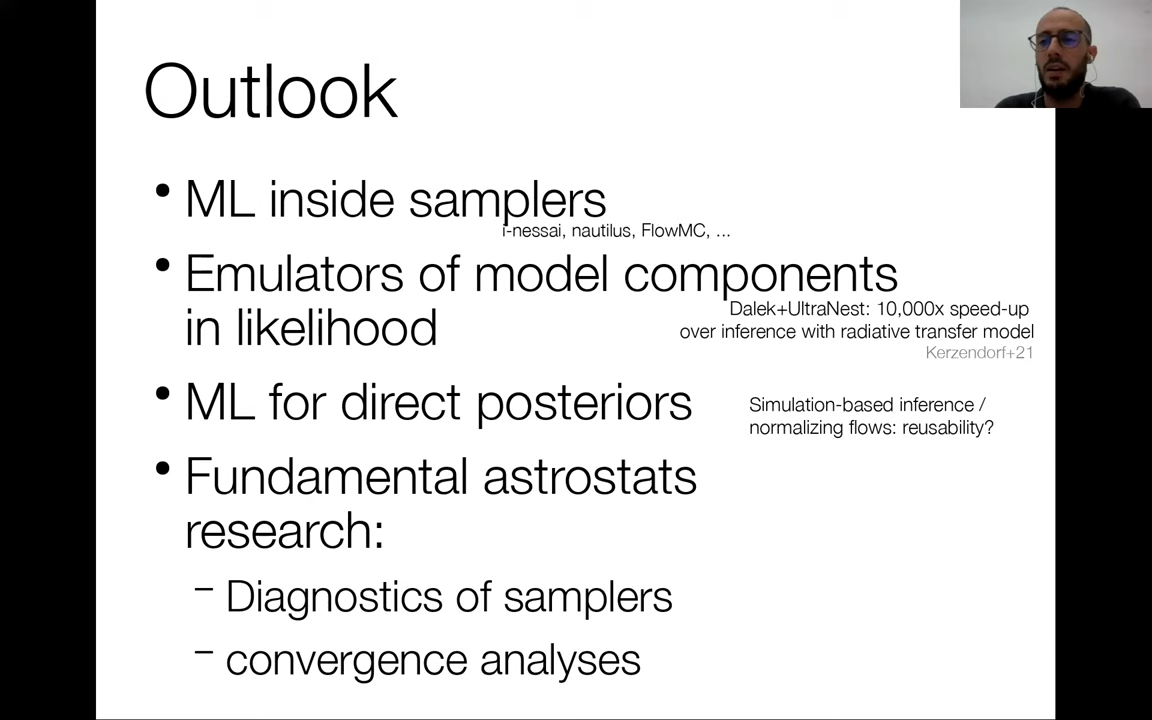 Outlook
• ML inside samplers
i-nessai, nautilus, FlowMC, ...
• Emulators of model components
in likelihood
Dalek+UltraNest: 10,000x speed-up
over inference with radiative transfer model
Kerzendorf+21
• ML for direct posteriors
Simulation-based inference /
normalizing flows: reusability?
• Fundamental astrostats
research:
– Diagnostics of samplers
– convergence analyses